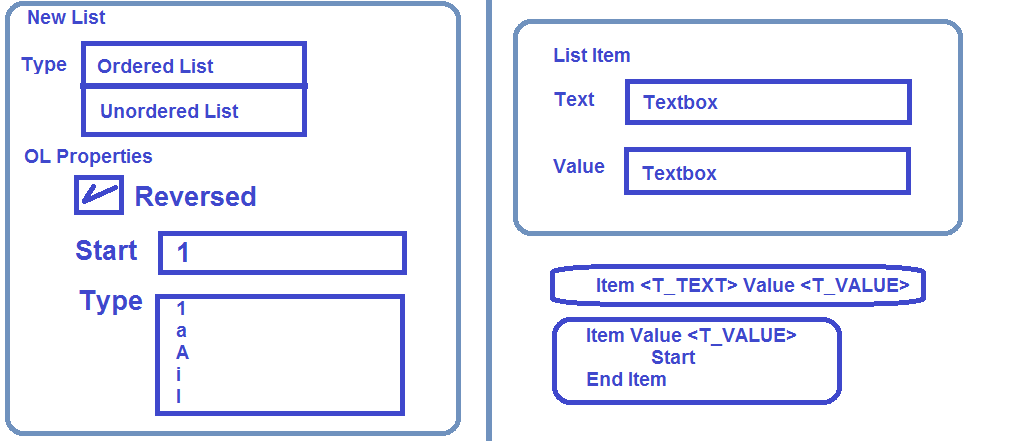 New List
Type
Ordered List
Unordered List
OL Properties
Reversed
Start 1
Type
1
a
A
i
I
List Item
Text Textbox
Value Textbox
Item <T_TEXT> Value <T_VALUE>
Item Value <T_VALUE>
Start
End Item